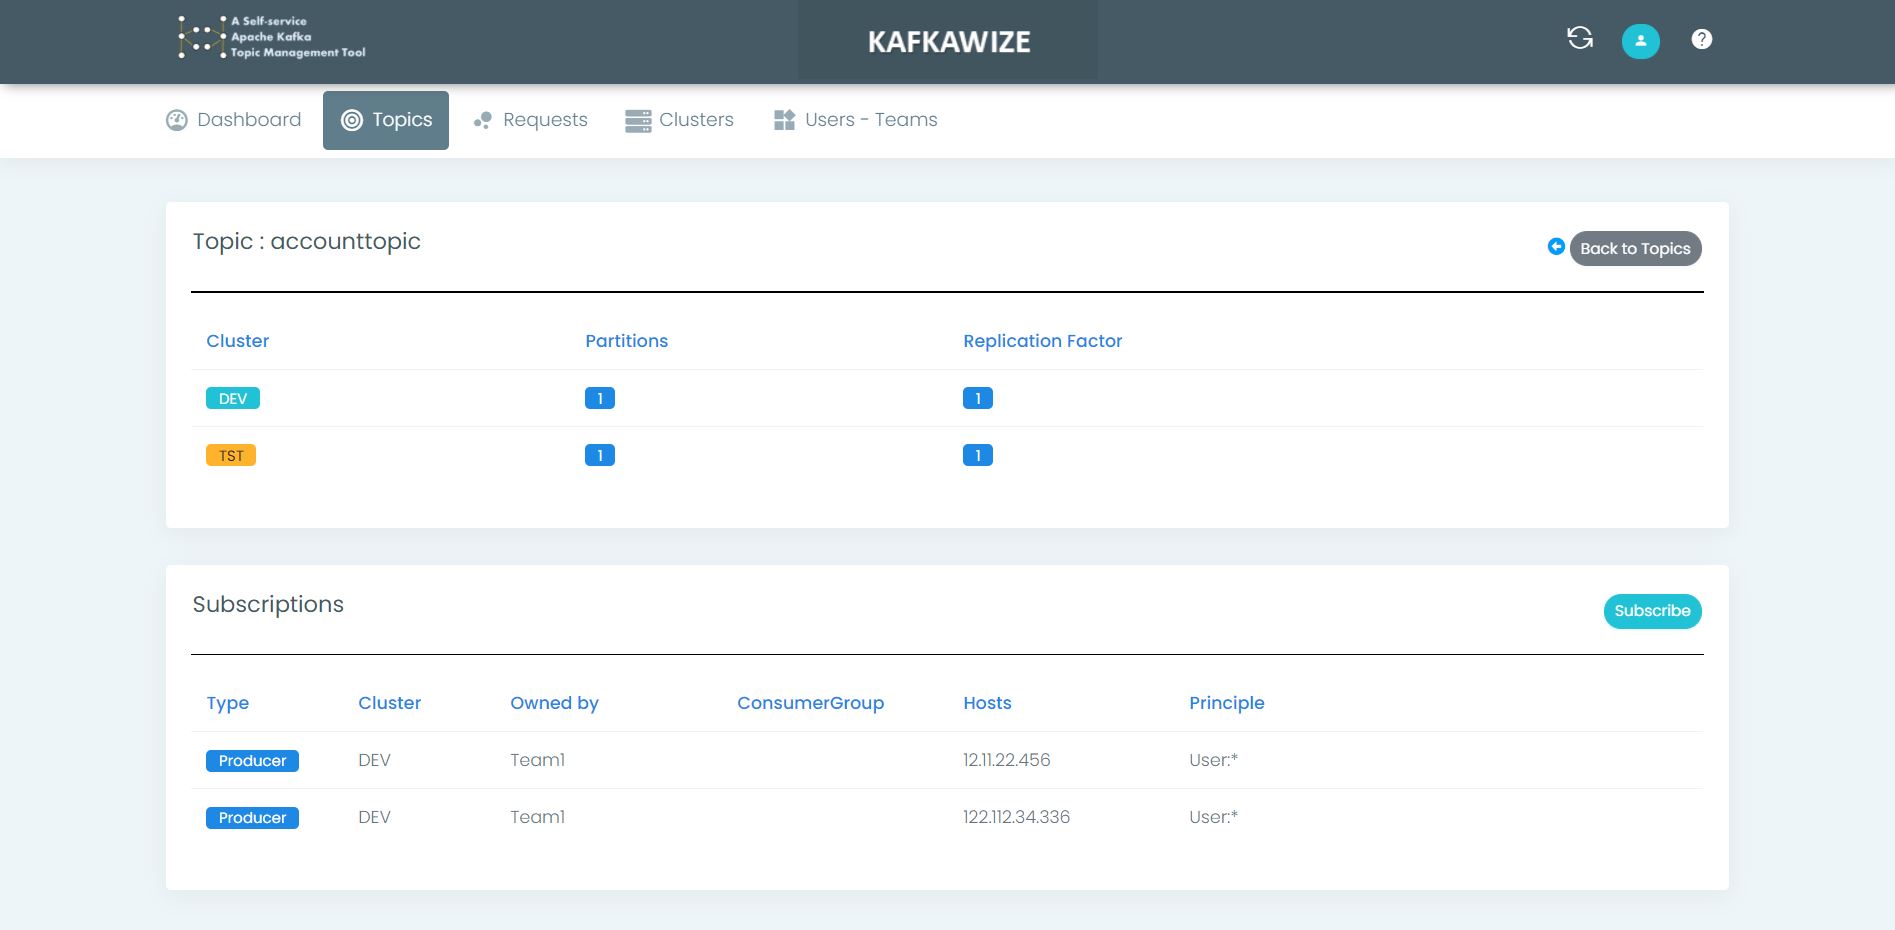 A Self-service
Apache Kafka
Topic Management Tool
KAFKAWIZE
Dashboard Topics Requests Clusters Users - Teams
Topic : accounttopic
Back to Topics
Cluster Partitions Replication Factor
DEV 1 1
TST 1 1
Subscriptions
Subscribe
Type Cluster Owned by ConsumerGroup Hosts Principle
Producer DEV Team1 12.11.22.456 User:*
Producer DEV Team1 122.112.34.336 User:*